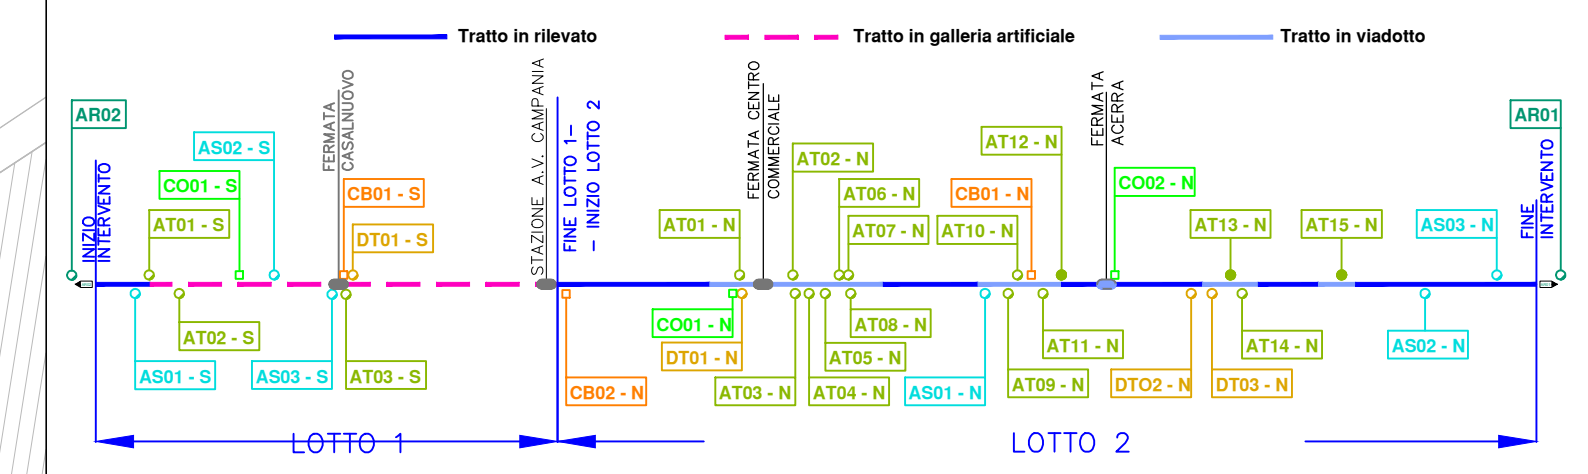 Tratto in rilevato
Tratto in galleria artificiale
Tratto in viadotto
AR02
INIZIO
INTERVENTO
AS02 - S
CO01 - S
AT01 - S
FERMATA
CASALNUOVO
CB01 - S
DT01 - S
STAZIONE A.V. CAMPANIA
FINE LOTTO 1-
- INIZIO LOTTO 2
AT01 - N
FERMATA CENTRO
COMMERCIALE
AT02 - N
AT06 - N
AT07 - N
AT12 - N
CB01 - N
AT10 - N
FERMATA
ACERRA
CO02 - N
AT13 - N
AT15 - N
AS03 - N
FINE
INTERVENTO
AR01
AS01 - S
AT02 - S
AS03 - S
AT03 - S
CB02 - N
CO01 - N
DT01 - N
AT03 - N
AT04 - N
AT05 - N
AT08 - N
AS01 - N
AT09 - N
AT11 - N
DTO2 - N
DT03 - N
AT14 - N
AS02 - N
LOTTO 1
LOTTO 2